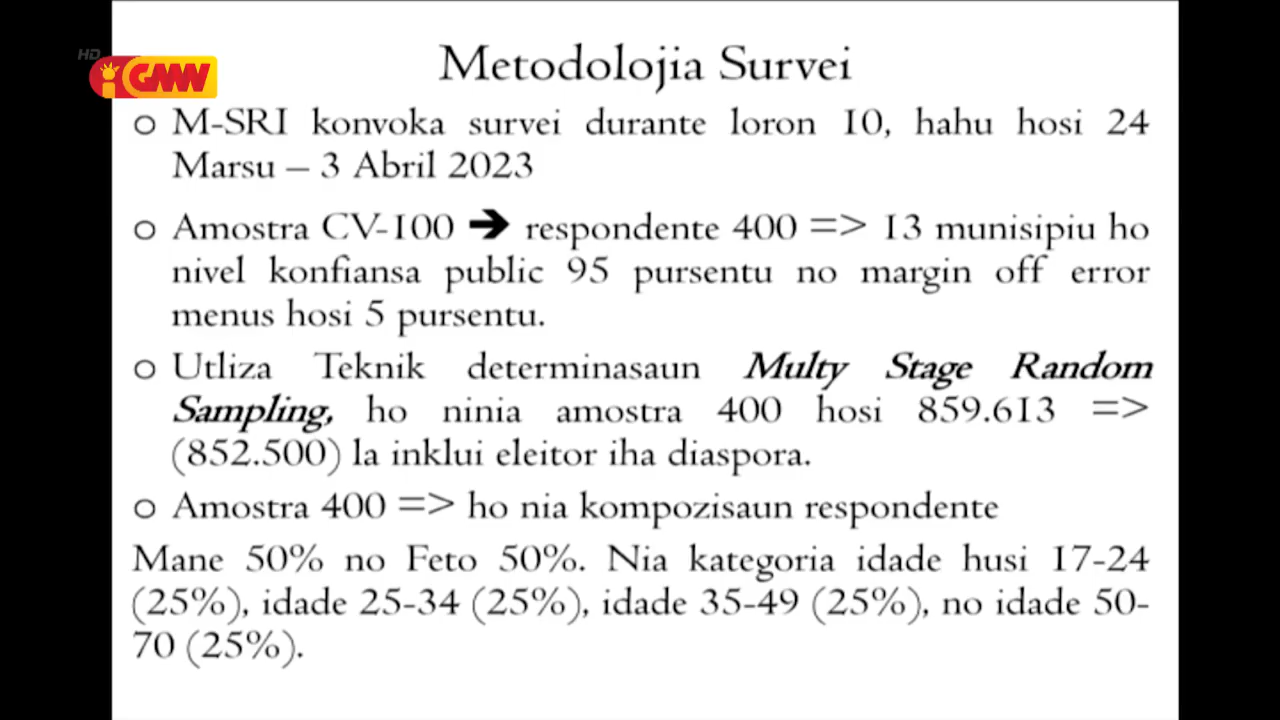 HD
GMW
Metodolojia Survei
o M-SRI konvoka survei durante loron 10, hahu hosi 24
Marsu – 3 Abril 2023
o Amostra CV-100 → respondente 400 => 13 munisipiu ho
nivel konfiansa public 95 pursentu no margin off error
menus hosi 5 pursentu.
o Utliza Teknik determinasaun Multy Stage Random
Sampling, ho ninia amostra 400 hosi 859.613 =>
(852.500) la inklui eleitor iha diaspora.
o Amostra 400 => ho nia kompozisaun respondente
Mane 50% no Feto 50%. Nia kategoria idade husi 17-24
(25%), idade 25-34 (25%), idade 35-49 (25%), no idade 50-
70 (25%).